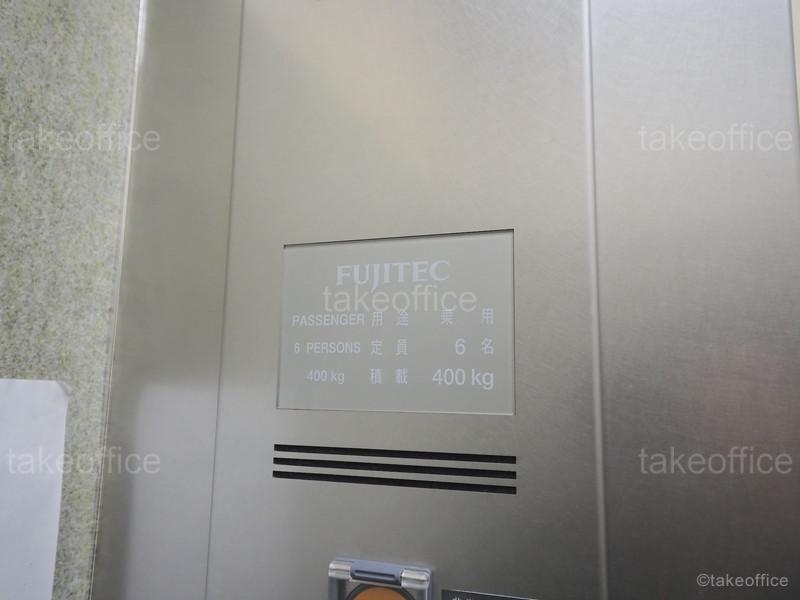 takeoffice takeoffice
FUJITEC
takeoffice
PASSENGER 用途 乗用
6 PERSONS 定員 6名
400 kg 積載 400 kg
takeoffice takeoffice
©takeoffice